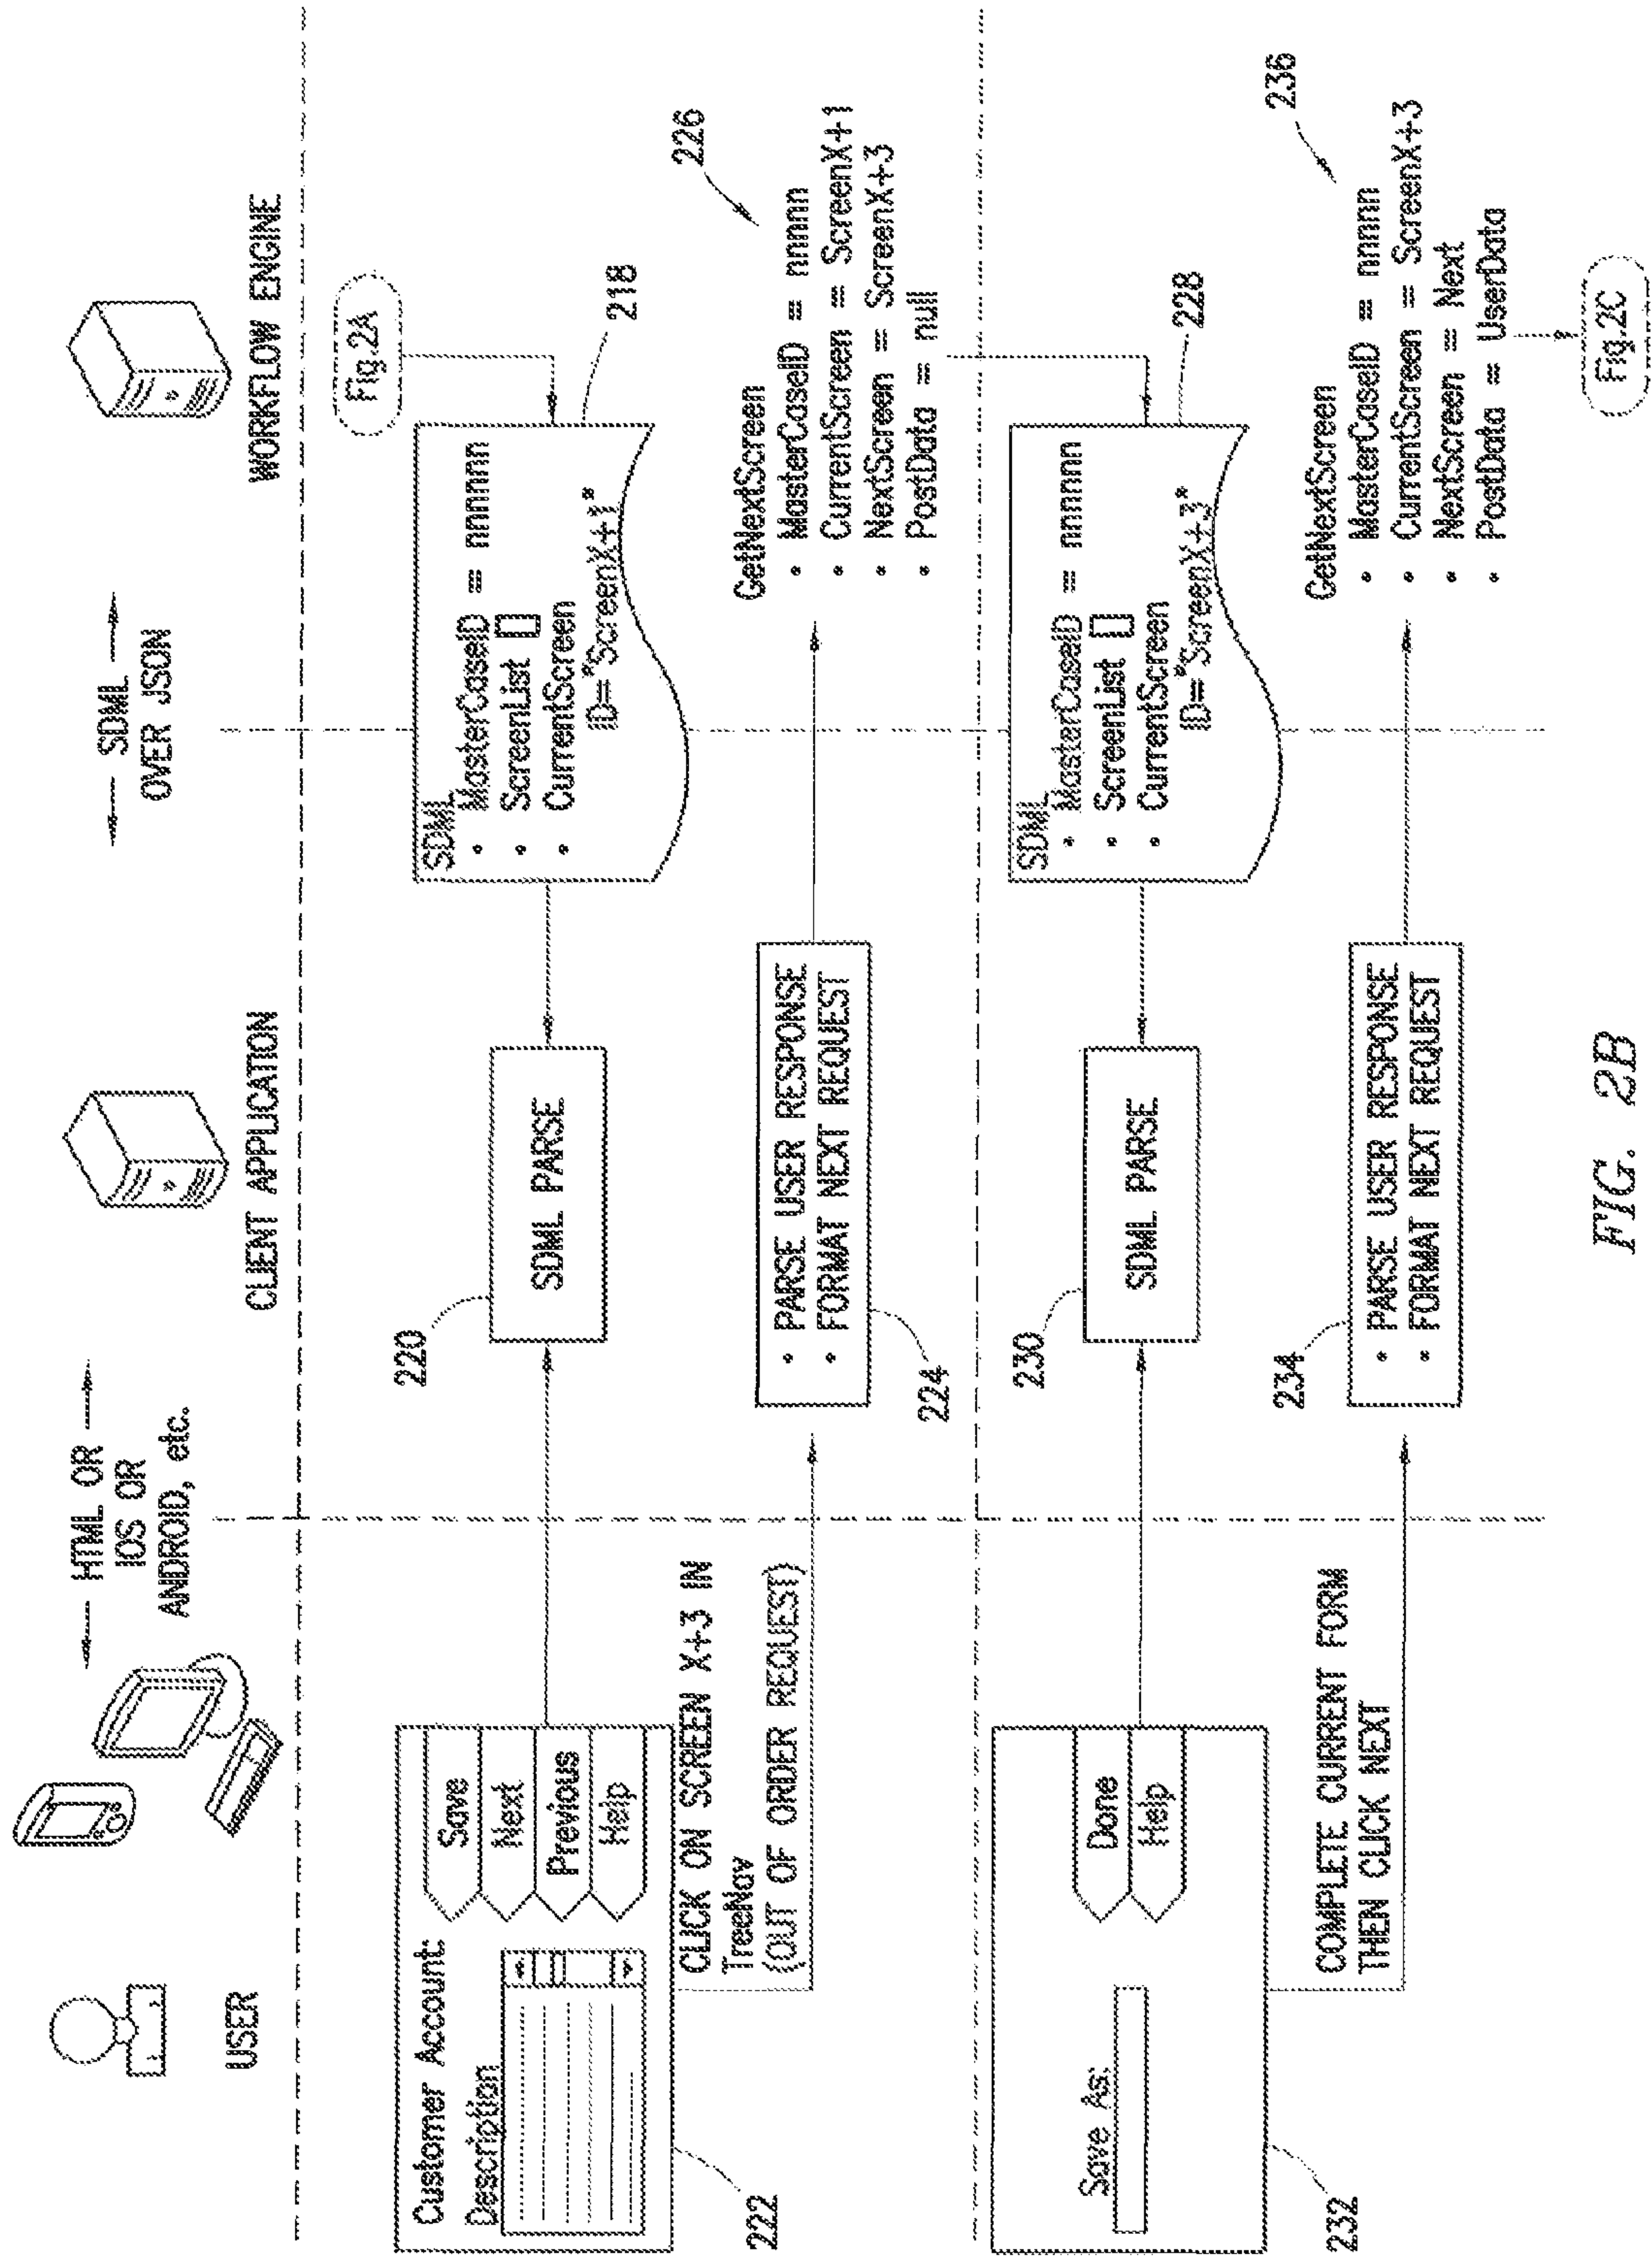 ← HTML OR →
IOS OR
ANDROID, etc.
← SDML →
OVER JSON
USER
CLIENT APPLICATION
WORKFLOW ENGINE
Fig.2A
Customer Account:
Description
Save
Next
Previous
Help
222
220
SDML PARSE
SDML
• MasterCaseID = nnnnnn
• ScreenList []
• CurrentScreen
ID="ScreenX+1"
218
CLICK ON SCREEN X+3 IN
TreeNav
(OUT OF ORDER REQUEST)
• PARSE USER RESPONSE
• FORMAT NEXT REQUEST
224
226
GetNextScreen
• MasterCaseID = nnnnn
• CurrentScreen = ScreenX+1
• NextScreen = ScreenX+3
• PostData = null
Save As:
Done
Help
232
230
SDML PARSE
SDML
• MasterCaseID = nnnnnn
• ScreenList []
• CurrentScreen
ID="ScreenX+3"
228
COMPLETE CURRENT FORM
THEN CLICK NEXT
234
• PARSE USER RESPONSE
• FORMAT NEXT REQUEST
236
GetNextScreen
• MasterCaseID = nnnnn
• CurrentScreen = ScreenX+3
• NextScreen = Next
• PostData = UserData
Fig.2C
FIG. 2B